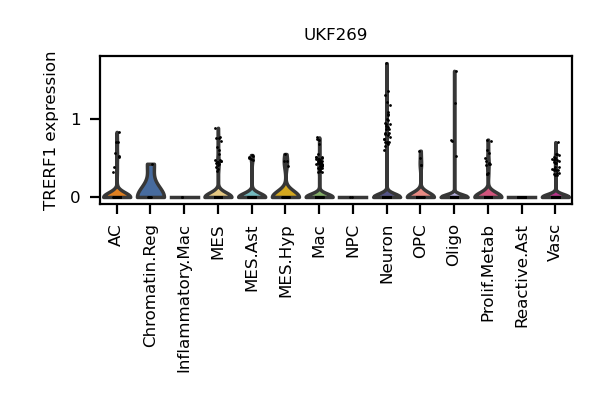 UKF269
TRERF1 expression
1
0
AC
Chromatin.Reg
Inflammatory.Mac
MES
MES.Ast
MES.Hyp
Mac
NPC
Neuron
OPC
Oligo
Prolif.Metab
Reactive.Ast
Vasc